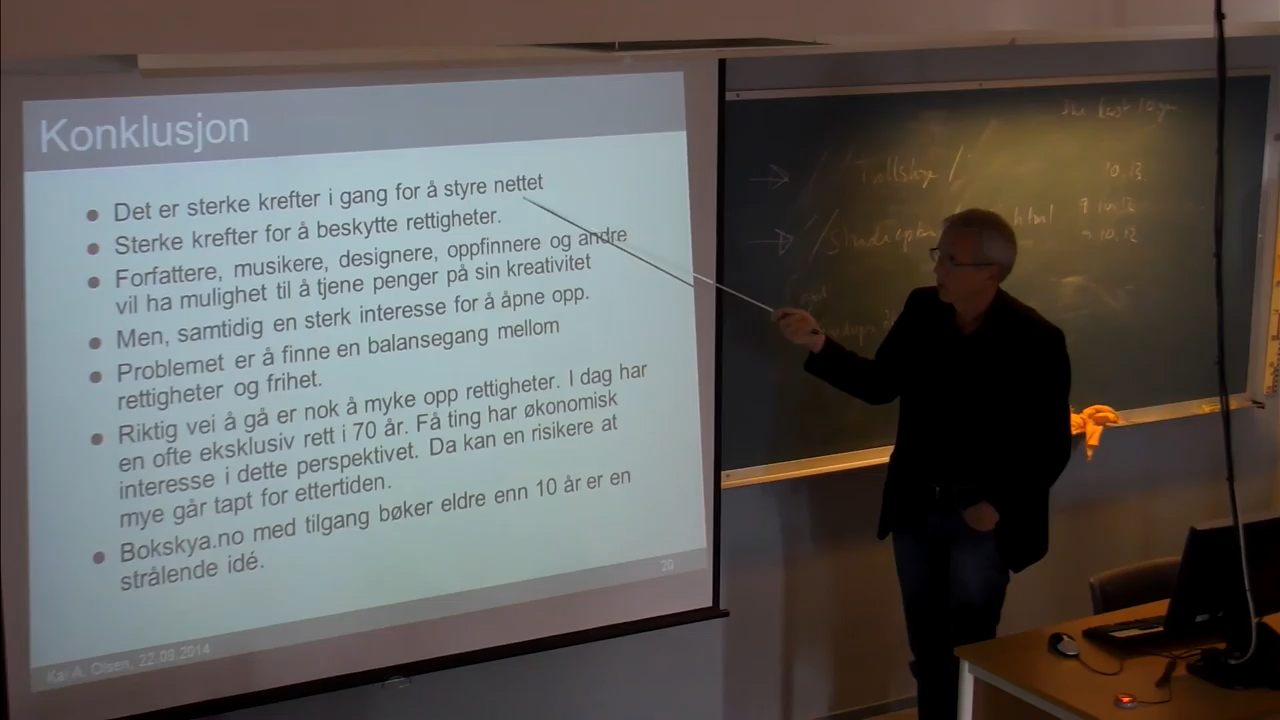 Konklusjon
Det er sterke krefter i gang for å styre nettet
Sterke krefter for å beskytte rettigheter.
Forfattere, musikere, designere, oppfinnere og andre
vil ha mulighet til å tjene penger på sin kreativitet
Men, samtidig en sterk interesse for å åpne opp.
Problemet er å finne en balansegang mellom
rettigheter og frihet.
Riktig vei å gå er nok å myke opp rettigheter. I dag har
en ofte eksklusiv rett i 70 år. Få ting har økonomisk
interesse i dette perspektivet. Da kan en risikere at
mye går tapt for ettertiden.
Bokskya.no med tilgang bøker eldre enn 10 år er en
strålende idé.
20
Kai A. Olsen, 22.09.2014
10,12